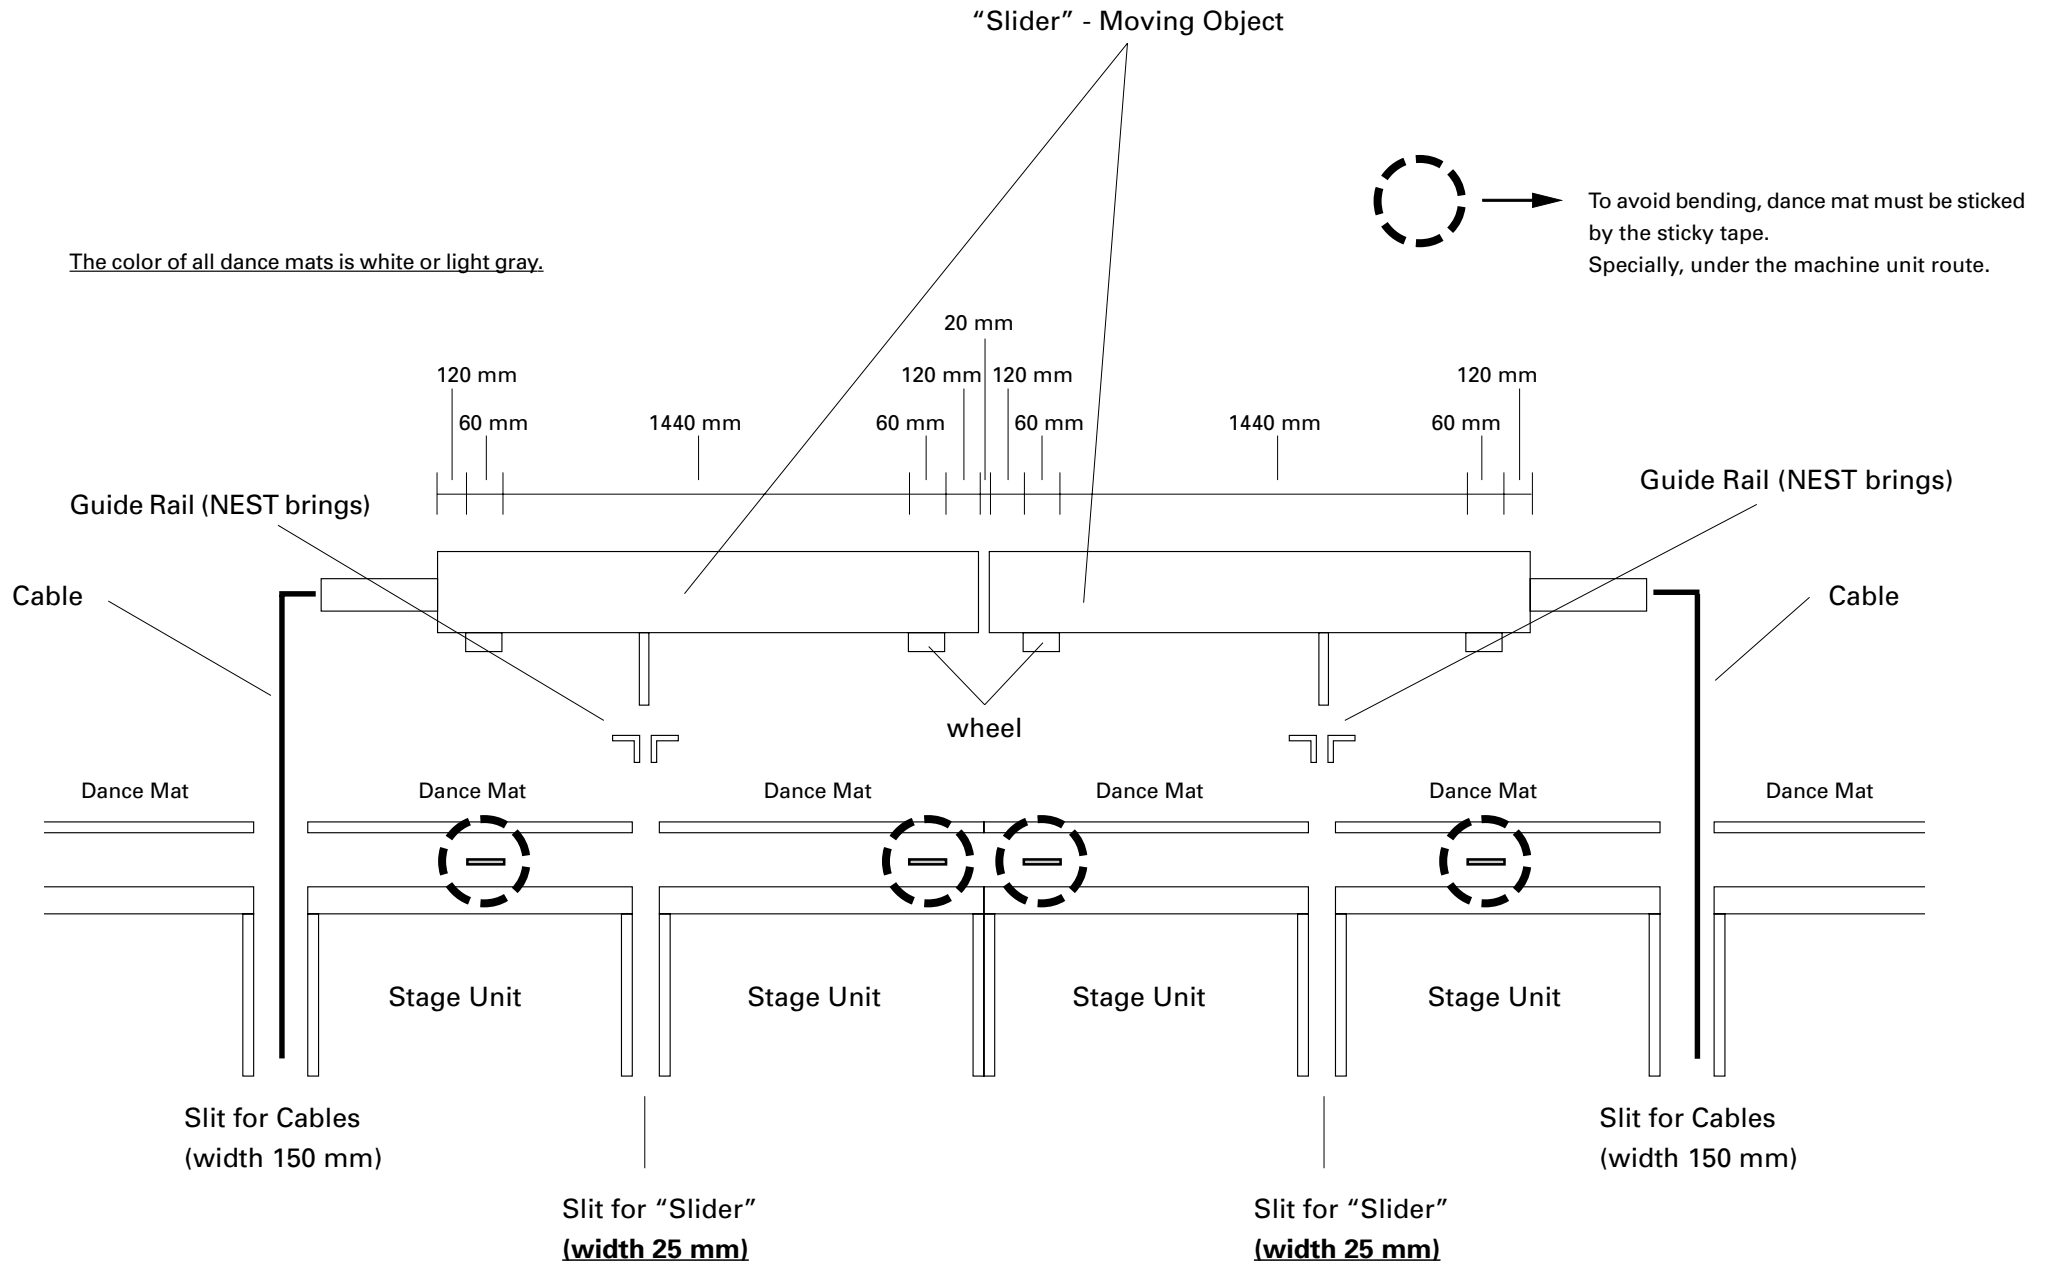 “Slider” - Moving Object
To avoid bending, dance mat must be sticked
by the sticky tape.
Specially, under the machine unit route.
The color of all dance mats is white or light gray.
20 mm
120 mm
120 mm
120 mm
120 mm
60 mm
1440 mm
60 mm
60 mm
1440 mm
60 mm
Guide Rail (NEST brings)
Guide Rail (NEST brings)
Cable
Cable
wheel
Dance Mat
Dance Mat
Dance Mat
Dance Mat
Dance Mat
Dance Mat
Stage Unit
Stage Unit
Stage Unit
Stage Unit
Slit for Cables
(width 150 mm)
Slit for Cables
(width 150 mm)
Slit for “Slider”
(width 25 mm)
Slit for “Slider”
(width 25 mm)